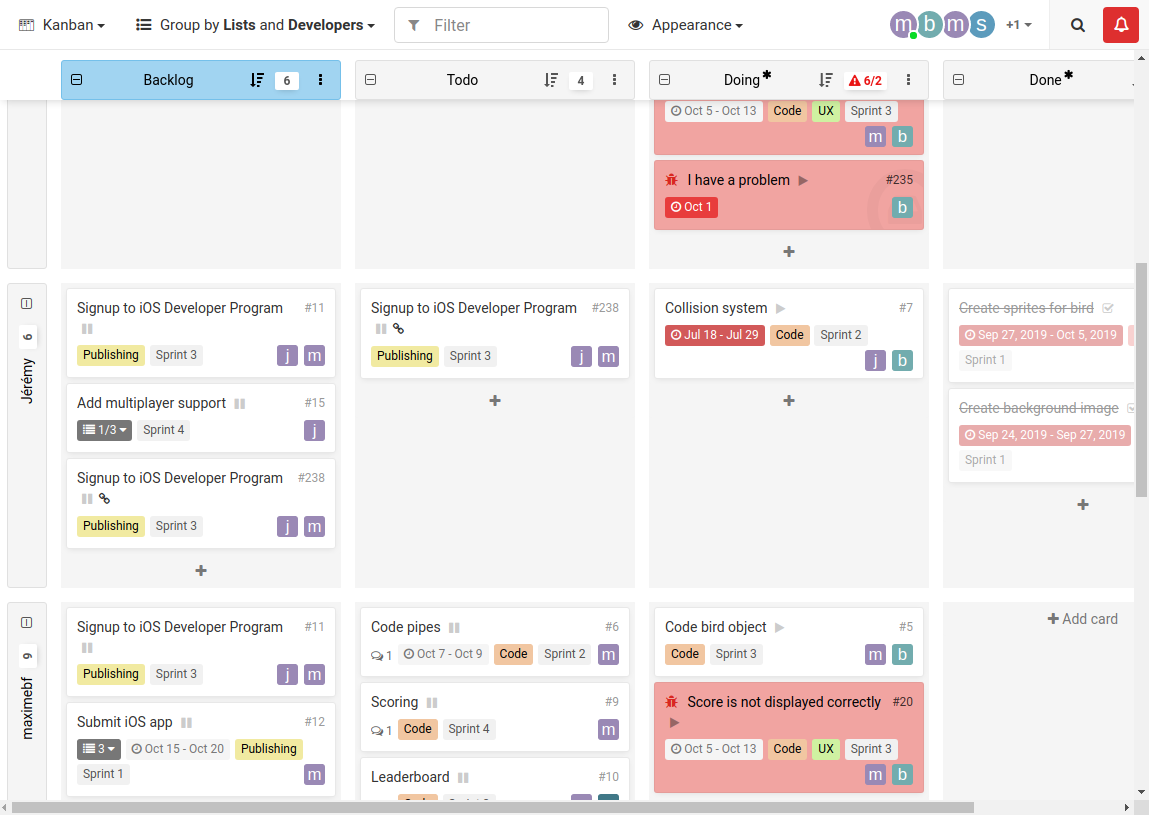 Kanban Group by Lists and Developers Filter Appearance m b m s +1
Backlog 6 Todo 4 Doing* 6/2 Done*
Oct 5 - Oct 13 Code UX Sprint 3
m b
I have a problem #235
Oct 1 b
+
Jérémy 6
Signup to iOS Developer Program #11
Publishing Sprint 3 j m
Add multiplayer support #15
1/3 Sprint 4 j
Signup to iOS Developer Program #238
Publishing Sprint 3 j m
+
Signup to iOS Developer Program #238
Publishing Sprint 3 j m
+
Collision system #7
Jul 18 - Jul 29 Code Sprint 2
j b
+
Create sprites for bird
Sep 27, 2019 - Oct 5, 2019
Sprint 1
Create background image
Sep 24, 2019 - Sep 27, 2019
Sprint 1
+
maximebf 9
Signup to iOS Developer Program #11
Publishing Sprint 3 j m
Submit iOS app #12
3 Oct 15 - Oct 20 Publishing
Sprint 1 m
Code pipes #6
1 Oct 7 - Oct 9 Code Sprint 2 m
Scoring #9
1 Code Sprint 4 m
Leaderboard #10
Code bird object #5
Code Sprint 3 m b
Score is not displayed correctly #20
Oct 5 - Oct 13 Code UX Sprint 3
m b
+ Add card